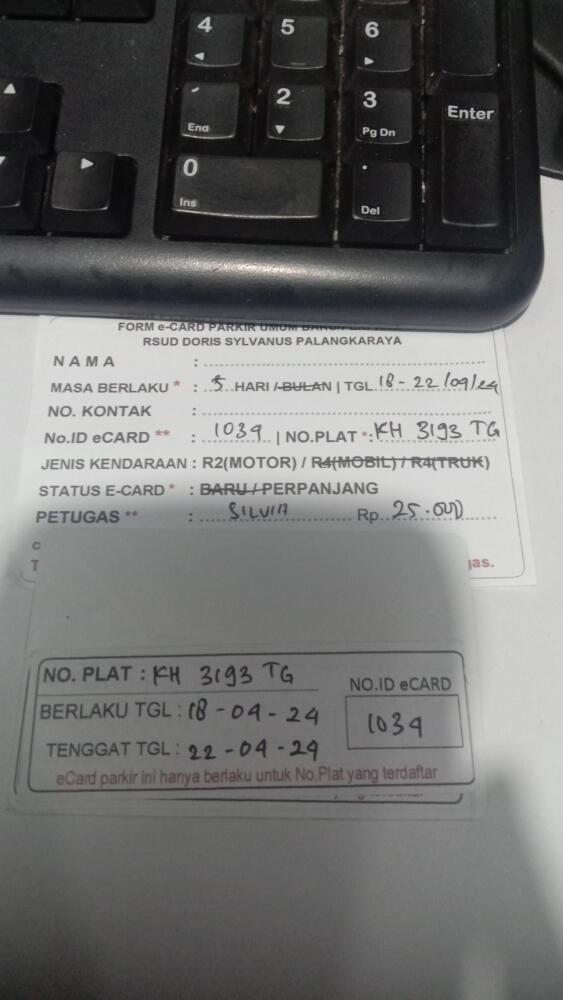 4 5 6
2 3
End Pg Dn Enter
0
Ins Del
FORM e-CARD PARKIR UMUM
RSUD DORIS SYLVANUS PALANGKARAYA
NAMA :
MASA BERLAKU * : 5 HARI / BULAN | TGL 18 - 22 /04/24
NO. KONTAK :
No.ID eCARD ** : 1039 | NO.PLAT * : KH 3193 TG
JENIS KENDARAAN : R2(MOTOR) / R4(MOBIL) / R4(TRUK)
STATUS E-CARD * : BARU / PERPANJANG
PETUGAS ** : SILVIA Rp 25.000
NO. PLAT : KH 3193 TG
NO.ID eCARD
BERLAKU TGL : 18 - 04 - 24
1039
TENGGAT TGL : 22 - 04 - 24
eCard parkir ini hanya berlaku untuk No.Plat yang terdaftar